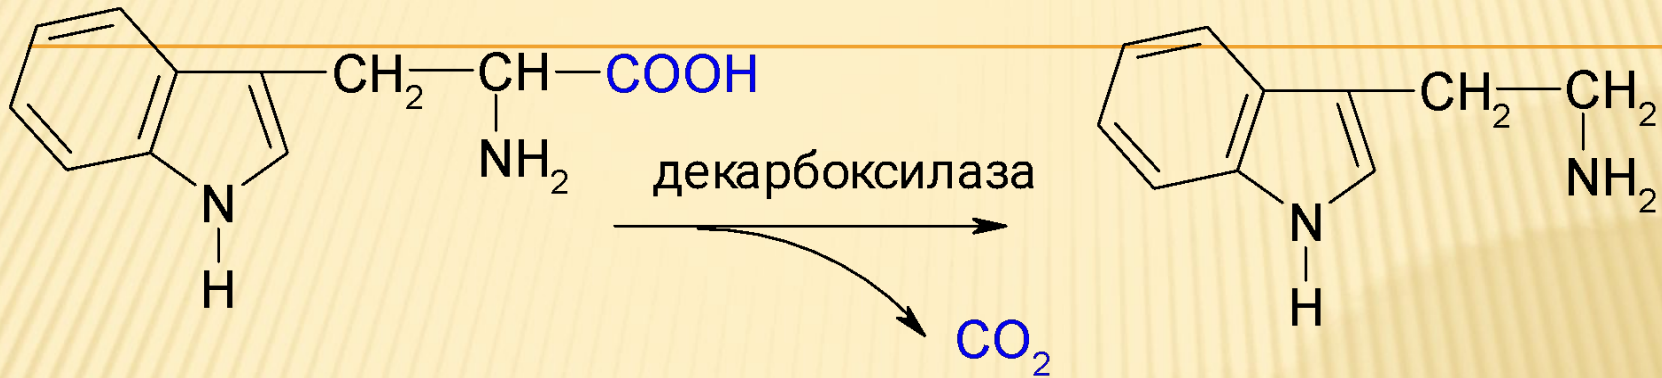 CH₂—CH—COOH
NH₂
N
H
декарбоксилаза
CO₂
CH₂—CH₂
NH₂
N
H